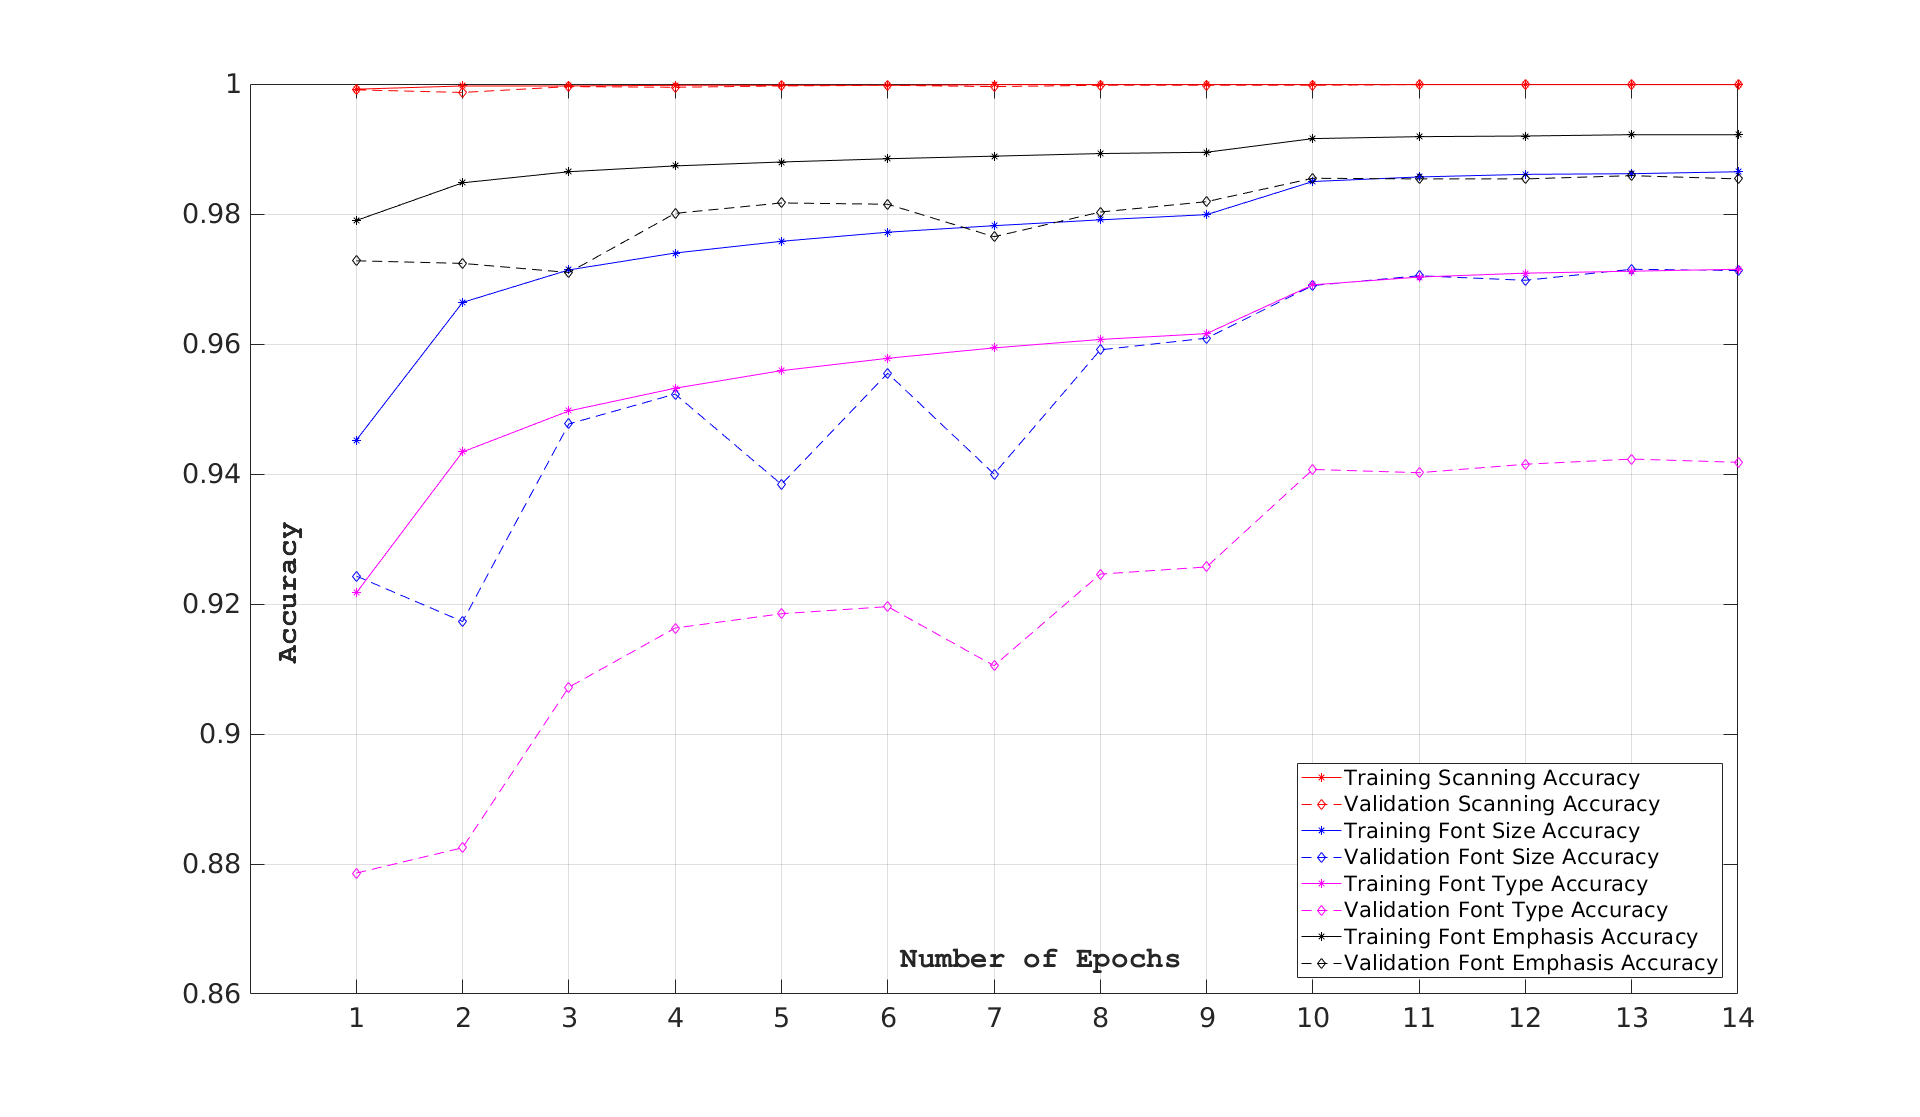 1
0.98
0.96
0.94
0.92
0.9
0.88
0.86
Accuracy
Training Scanning Accuracy
Validation Scanning Accuracy
Training Font Size Accuracy
Validation Font Size Accuracy
Training Font Type Accuracy
Validation Font Type Accuracy
Training Font Emphasis Accuracy
Validation Font Emphasis Accuracy
Number of Epochs
1 2 3 4 5 6 7 8 9 10 11 12 13 14